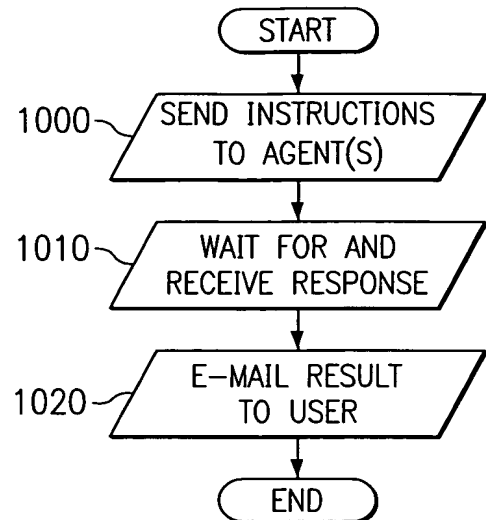 START
1000
SEND INSTRUCTIONS
TO AGENT(S)
1010
WAIT FOR AND
RECEIVE RESPONSE
1020
E-MAIL RESULT
TO USER
END